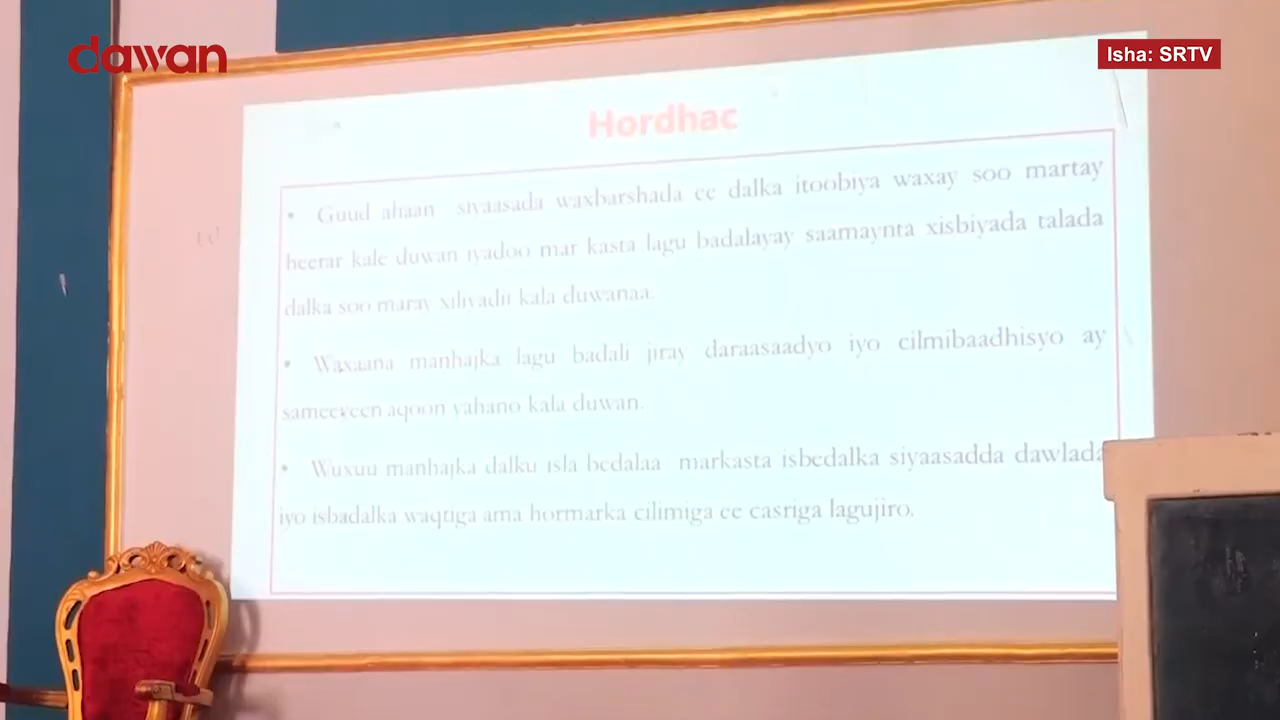 dawan
Isha: SRTV
Hordhac
• Guud ahaan siyaasada waxbarshada ee dalka itoobiya waxay soo martay
heerar kale duwan iyadoo mar kasta lagu badalayay saamaynta xisbiyada talada
dalka soo maray xiliyadii kala duwanaa.
• Waxaana manhajka lagu badali jiray daraasaadyo iyo cilmibaadhisyo ay
sameeyeen aqoon yahano kala duwan.
• Wuxuu manhajka dalku isla bedalaa markasta isbedalka siyaasadda dawlada
iyo isbadalka waqtiga ama hormarka cilimiga ee casriga lagujiro.